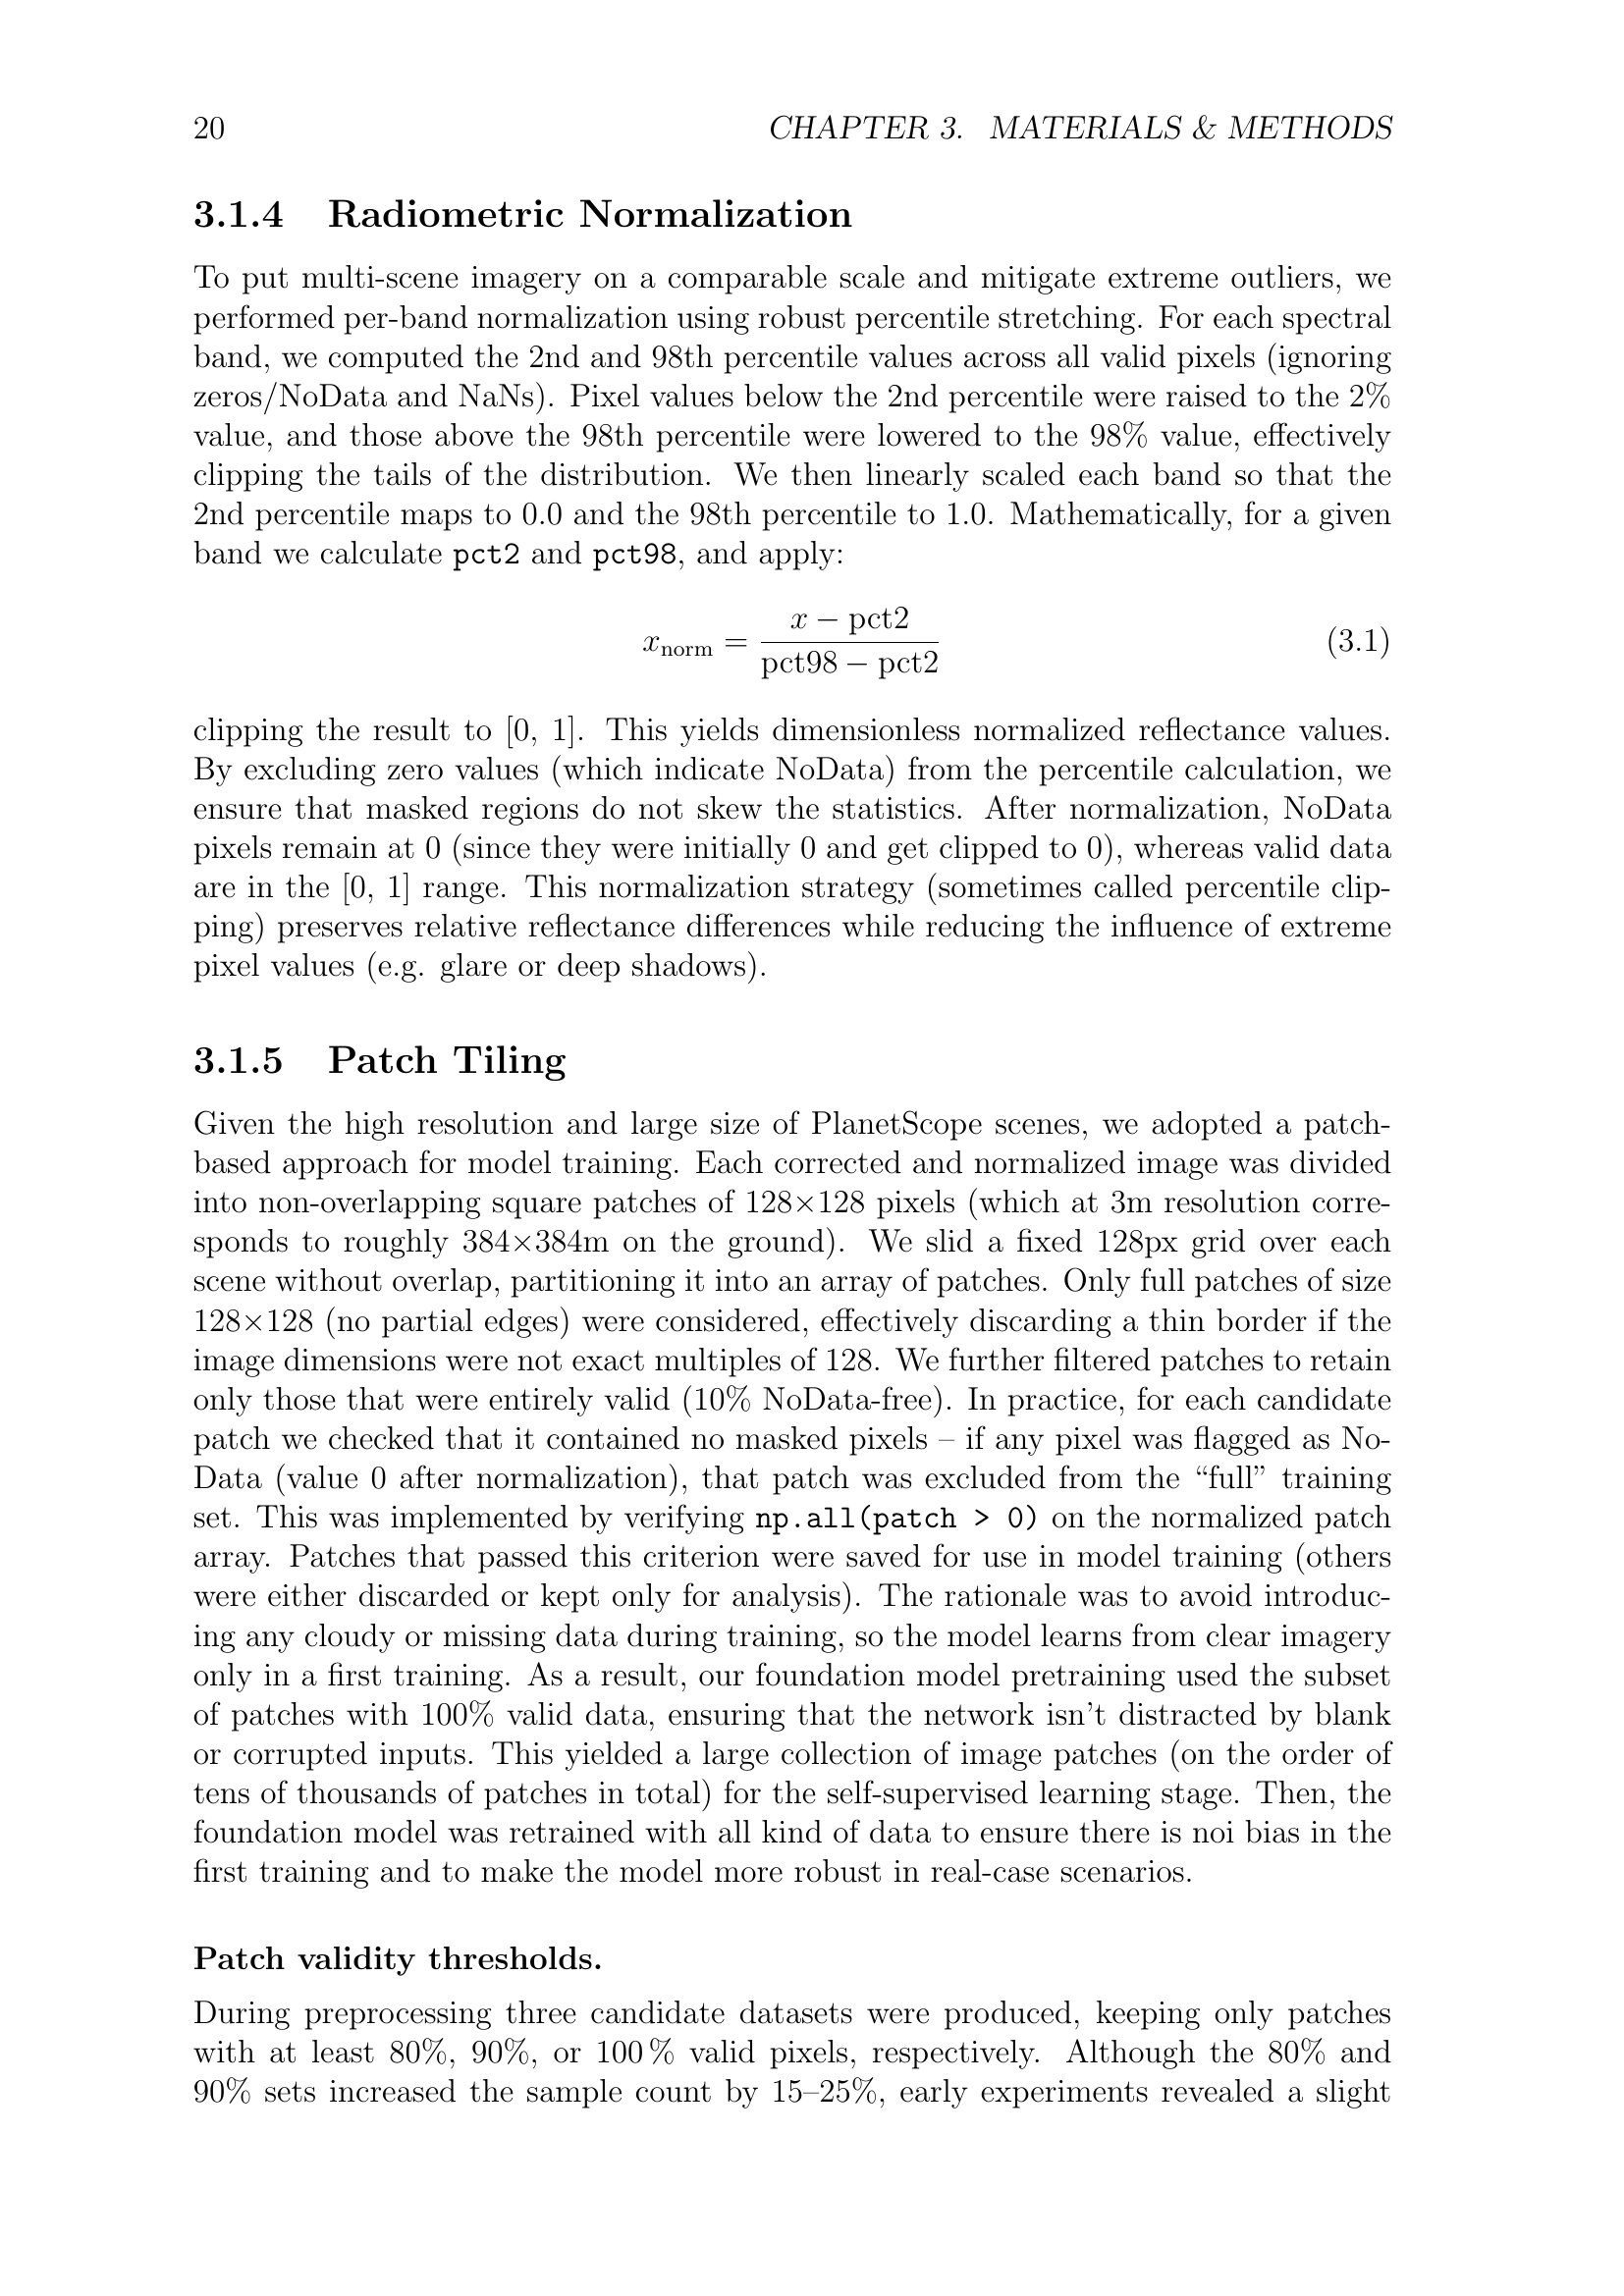 20 CHAPTER 3. MATERIALS & METHODS
3.1.4 Radiometric Normalization
To put multi-scene imagery on a comparable scale and mitigate extreme outliers, we
performed per-band normalization using robust percentile stretching. For each spectral
band, we computed the 2nd and 98th percentile values across all valid pixels (ignoring
zeros/NoData and NaNs). Pixel values below the 2nd percentile were raised to the 2%
value, and those above the 98th percentile were lowered to the 98% value, effectively
clipping the tails of the distribution. We then linearly scaled each band so that the
2nd percentile maps to 0.0 and the 98th percentile to 1.0. Mathematically, for a given
band we calculate pct2 and pct98, and apply:
x_norm = (x − pct2) / (pct98 − pct2) (3.1)
clipping the result to [0, 1]. This yields dimensionless normalized reflectance values.
By excluding zero values (which indicate NoData) from the percentile calculation, we
ensure that masked regions do not skew the statistics. After normalization, NoData
pixels remain at 0 (since they were initially 0 and get clipped to 0), whereas valid data
are in the [0, 1] range. This normalization strategy (sometimes called percentile clip-
ping) preserves relative reflectance differences while reducing the influence of extreme
pixel values (e.g. glare or deep shadows).
3.1.5 Patch Tiling
Given the high resolution and large size of PlanetScope scenes, we adopted a patch-
based approach for model training. Each corrected and normalized image was divided
into non-overlapping square patches of 128×128 pixels (which at 3m resolution corre-
sponds to roughly 384×384m on the ground). We slid a fixed 128px grid over each
scene without overlap, partitioning it into an array of patches. Only full patches of size
128×128 (no partial edges) were considered, effectively discarding a thin border if the
image dimensions were not exact multiples of 128. We further filtered patches to retain
only those that were entirely valid (10% NoData-free). In practice, for each candidate
patch we checked that it contained no masked pixels – if any pixel was flagged as No-
Data (value 0 after normalization), that patch was excluded from the “full” training
set. This was implemented by verifying np.all(patch > 0) on the normalized patch
array. Patches that passed this criterion were saved for use in model training (others
were either discarded or kept only for analysis). The rationale was to avoid introduc-
ing any cloudy or missing data during training, so the model learns from clear imagery
only in a first training. As a result, our foundation model pretraining used the subset
of patches with 100% valid data, ensuring that the network isn’t distracted by blank
or corrupted inputs. This yielded a large collection of image patches (on the order of
tens of thousands of patches in total) for the self-supervised learning stage. Then, the
foundation model was retrained with all kind of data to ensure there is noi bias in the
first training and to make the model more robust in real-case scenarios.
Patch validity thresholds.
During preprocessing three candidate datasets were produced, keeping only patches
with at least 80%, 90%, or 100 % valid pixels, respectively. Although the 80% and
90% sets increased the sample count by 15–25%, early experiments revealed a slight